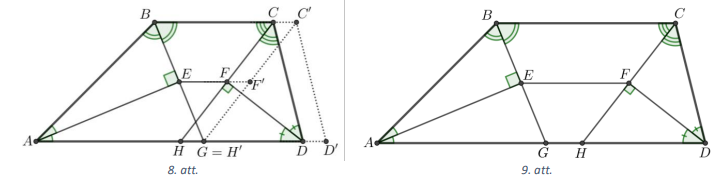 B C C′ B C
E F F′ E F
A H G = H′ D D′ A G H D
8. att. 9. att.